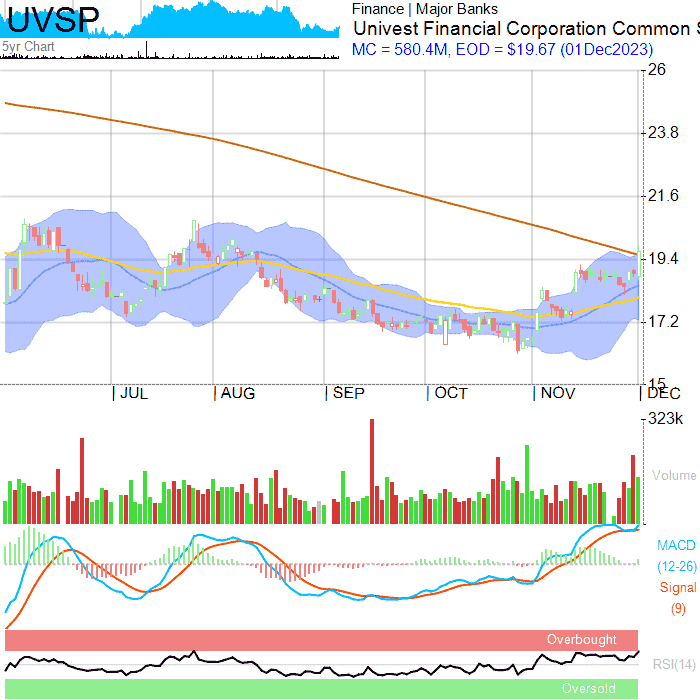 UVSP
5yr Chart
Finance | Major Banks
Univest Financial Corporation Common S
MC = 580.4M, EOD = $19.67 (01Dec2023)
26
23.8
21.6
19.4
17.2
15
JUL AUG SEP OCT NOV DEC
323k
Volume
MACD
(12-26)
Signal
(9)
Overbought
RSI(14)
Oversold